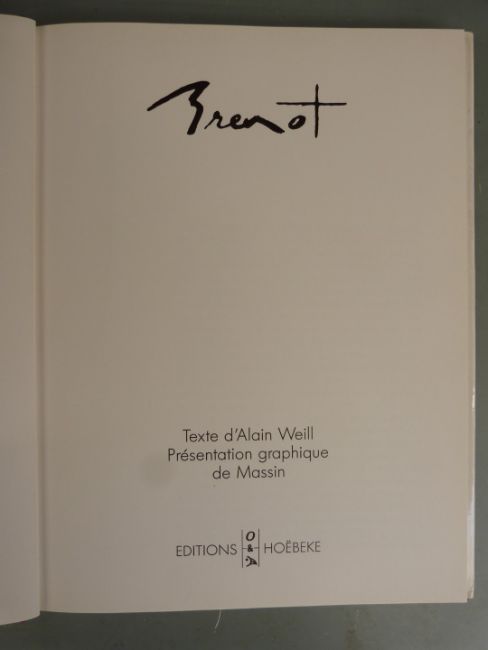 Brenot
Texte d'Alain Weill
Présentation graphique
de Massin
EDITIONS O & A HOËBEKE